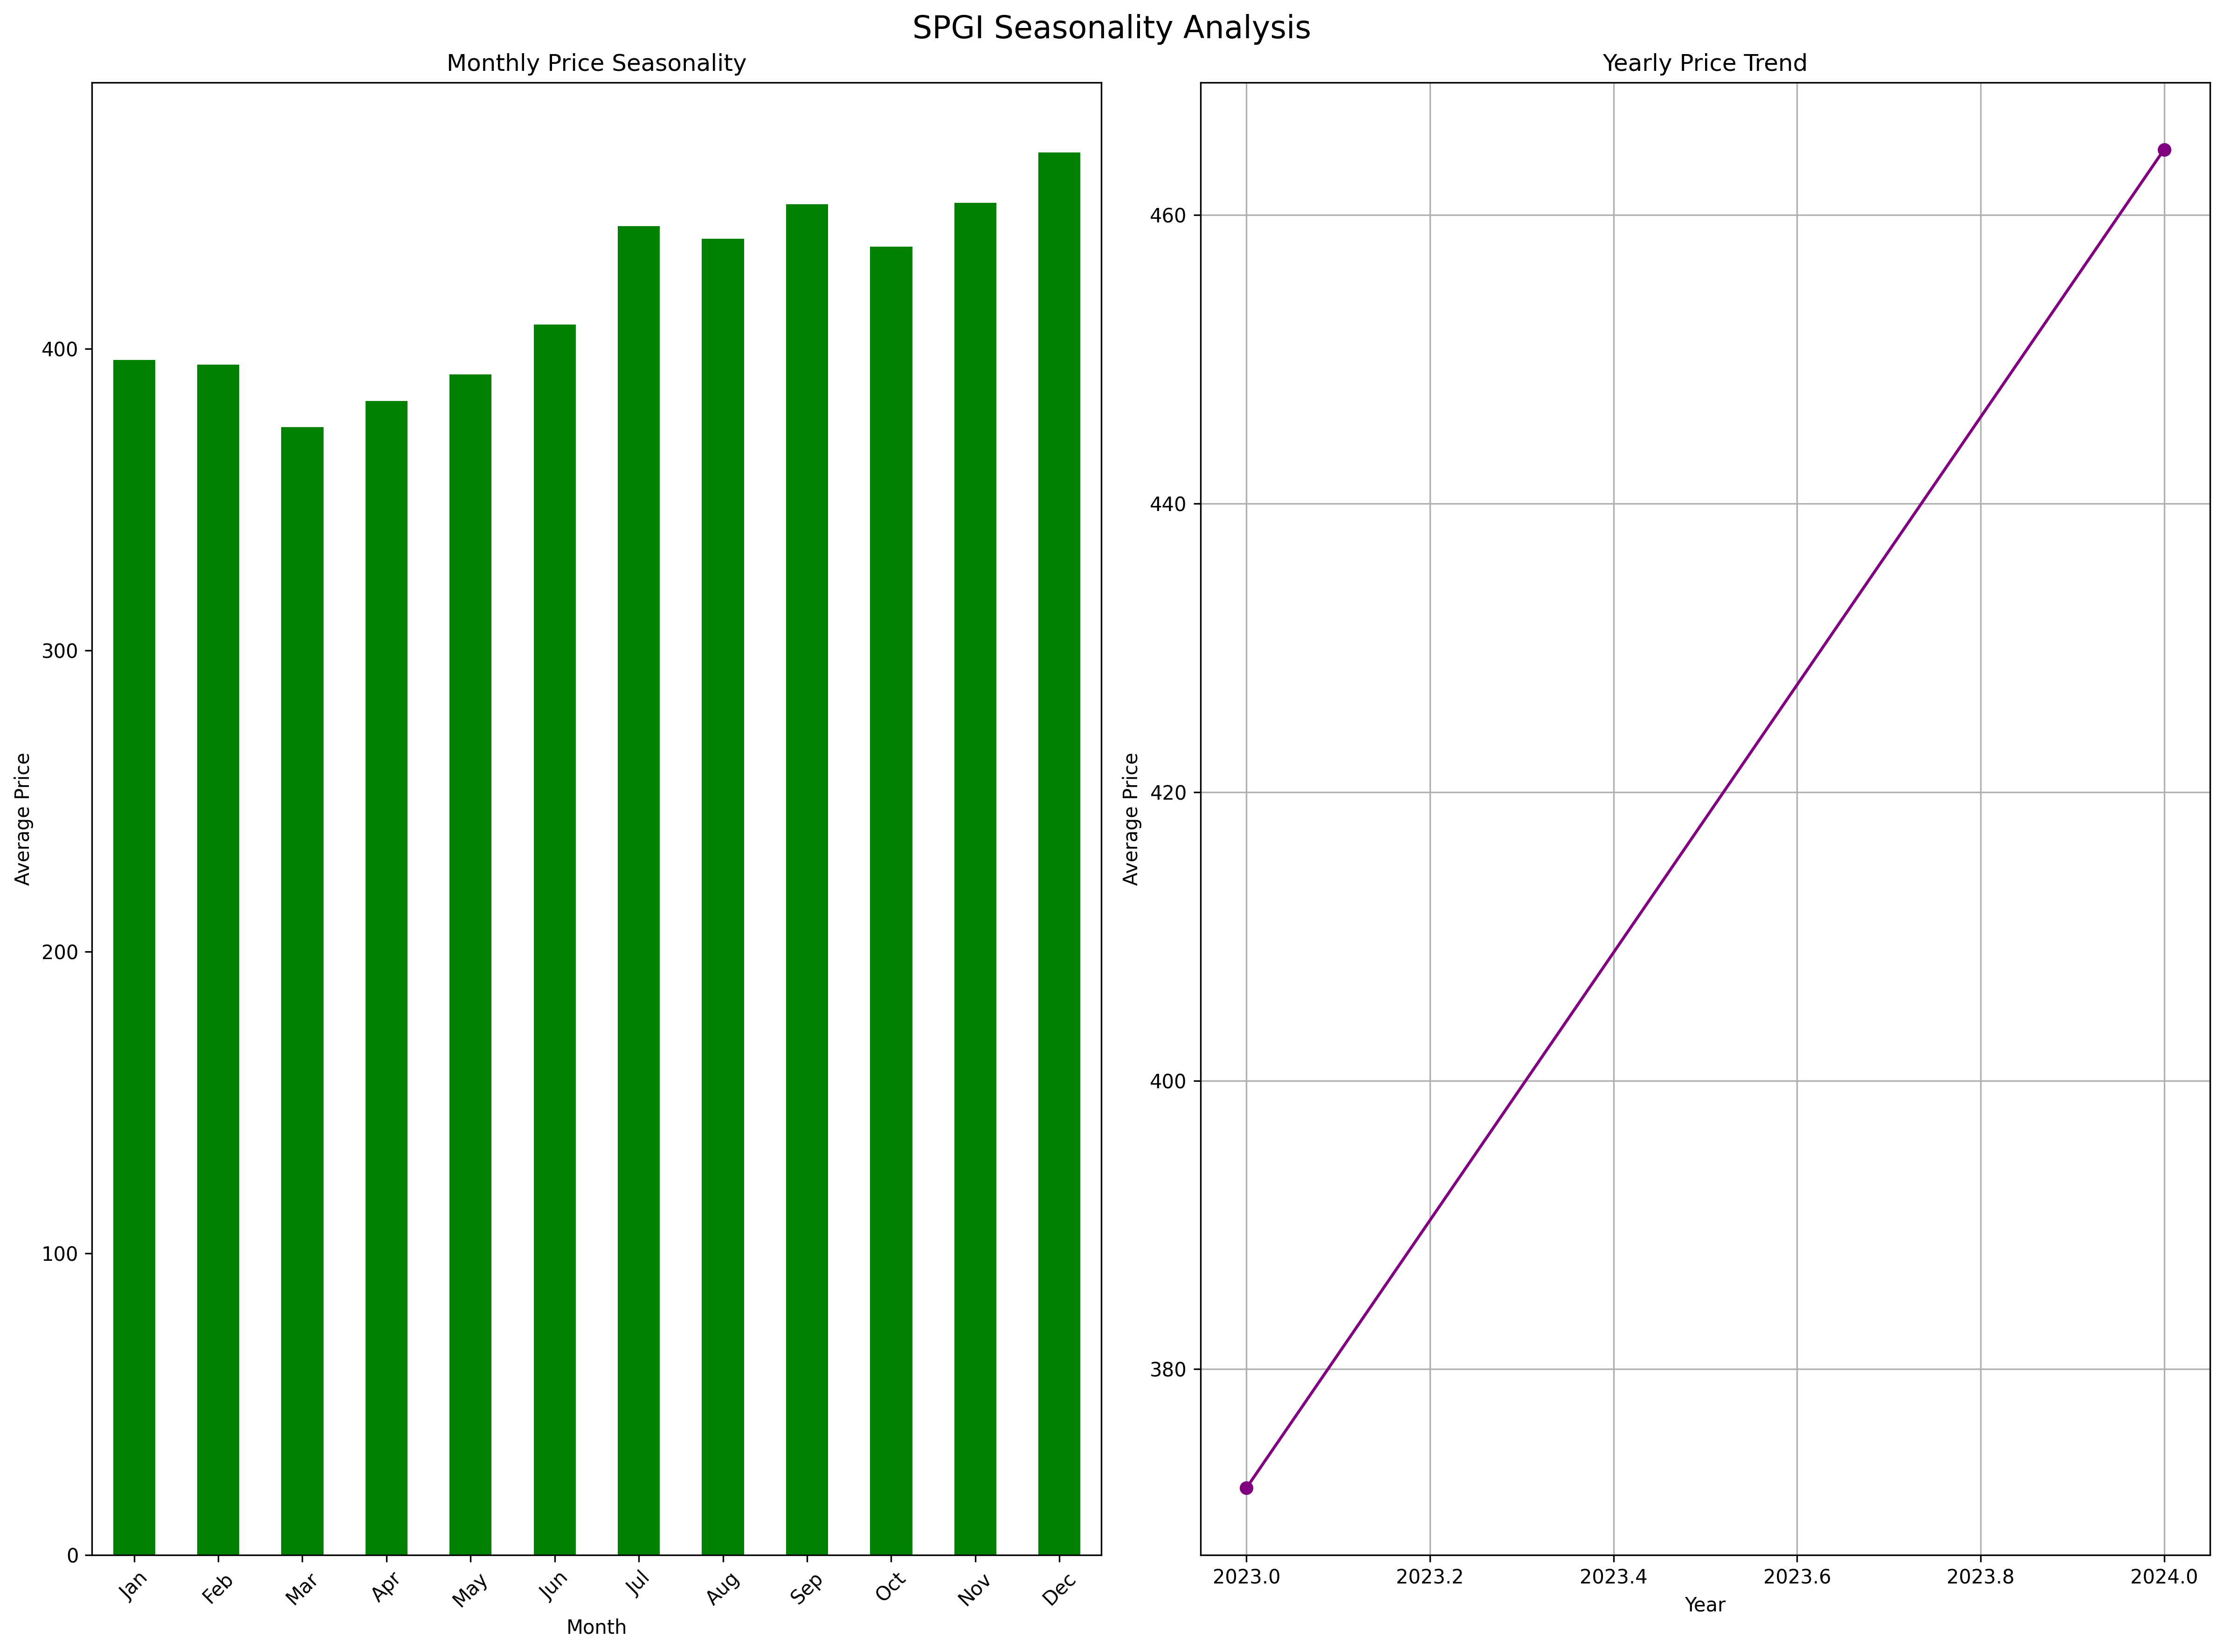 SPGI Seasonality Analysis
Monthly Price Seasonality
Average Price
400
300
200
100
0
Jan Feb Mar Apr May Jun Jul Aug Sep Oct Nov Dec
Month
Yearly Price Trend
Average Price
460
440
420
400
380
2023.0 2023.2 2023.4 2023.6 2023.8 2024.0
Year